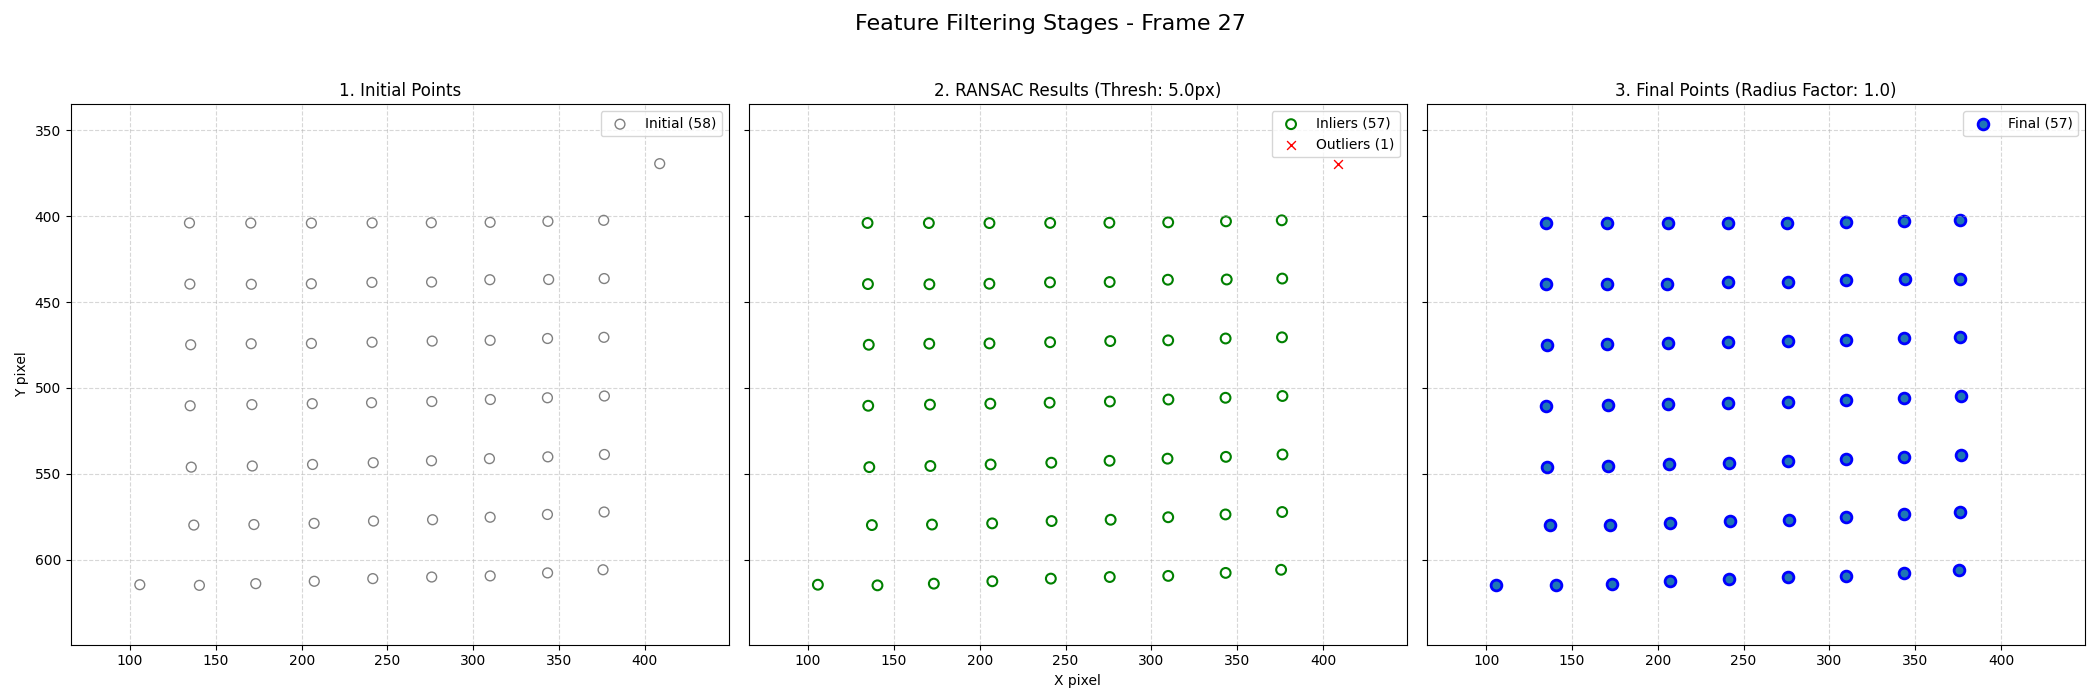 Feature Filtering Stages - Frame 27
1. Initial Points
Initial (58)
350
400
450
500
550
600
Y pixel
100
150
200
250
300
350
400
2. RANSAC Results (Thresh: 5.0px)
Inliers (57)
Outliers (1)
100
150
200
250
300
350
400
X pixel
3. Final Points (Radius Factor: 1.0)
Final (57)
100
150
200
250
300
350
400